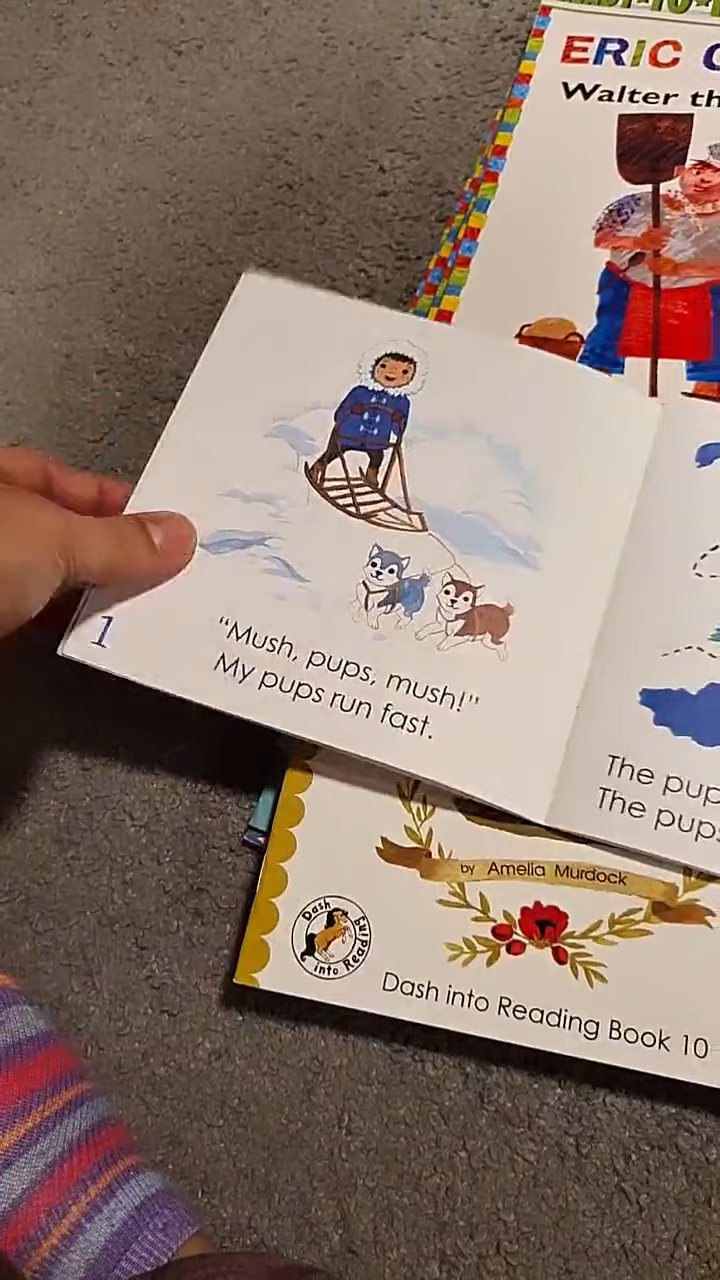 ERIC
Walter th
"Mush, pups, mush!"
My pups run fast.
1
The pup
The pups
by Amelia Murdock
Dash
into Reading
Dash into Reading Book 10